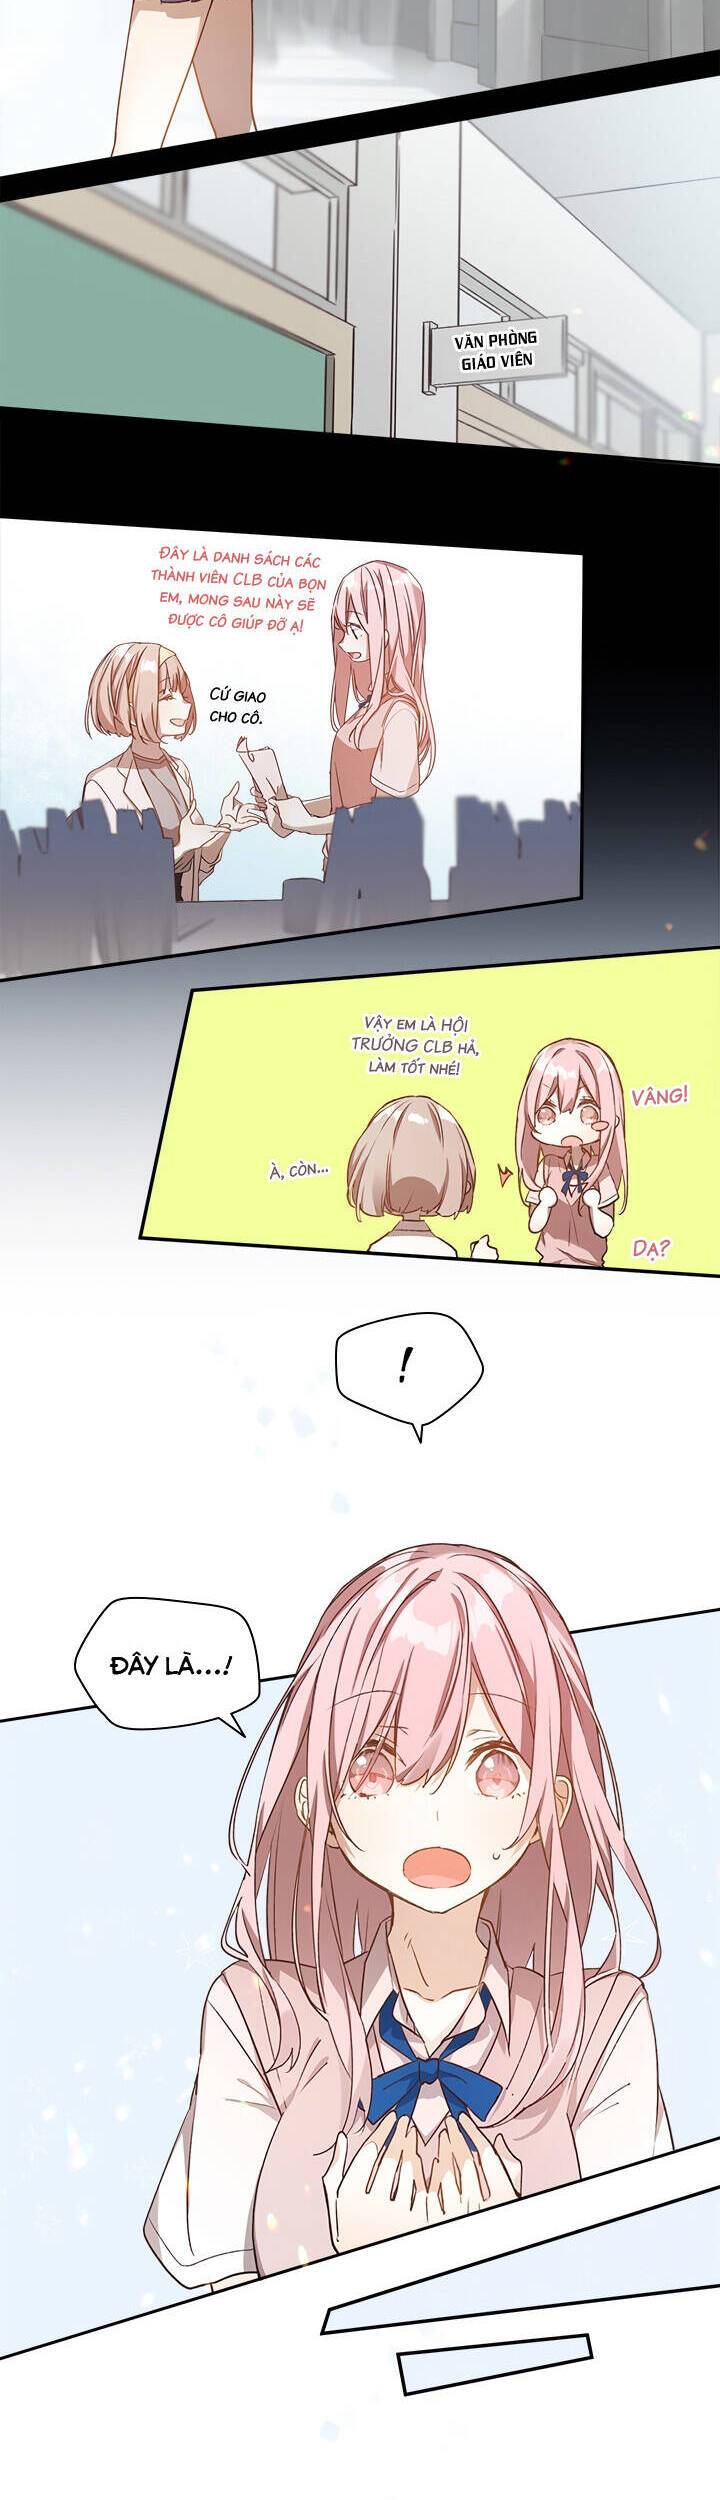 VĂN PHÒNG
GIÁO VIÊN
ĐÂY LÀ DANH SÁCH CÁC
THÀNH VIÊN CLB CỦA BỌN
EM, MONG SAU NÀY SẼ
ĐƯỢC CÔ GIÚP ĐỠ Ạ!
CỨ GIAO
CHO CÔ.
VẬY EM LÀ HỘI
TRƯỞNG CLB HẢ,
LÀM TỐT NHÉ!
VÂNG!
À, CÒN...
DẠ?
!
ĐÂY LÀ...!